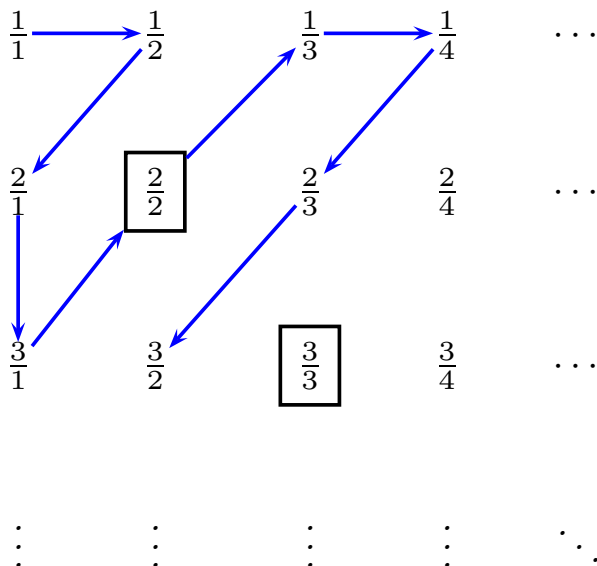 1/1 1/2 1/3 1/4 ⋯
2/1 2/2 2/3 2/4 ⋯
3/1 3/2 3/3 3/4 ⋯
⋮ ⋮ ⋮ ⋮ ⋱